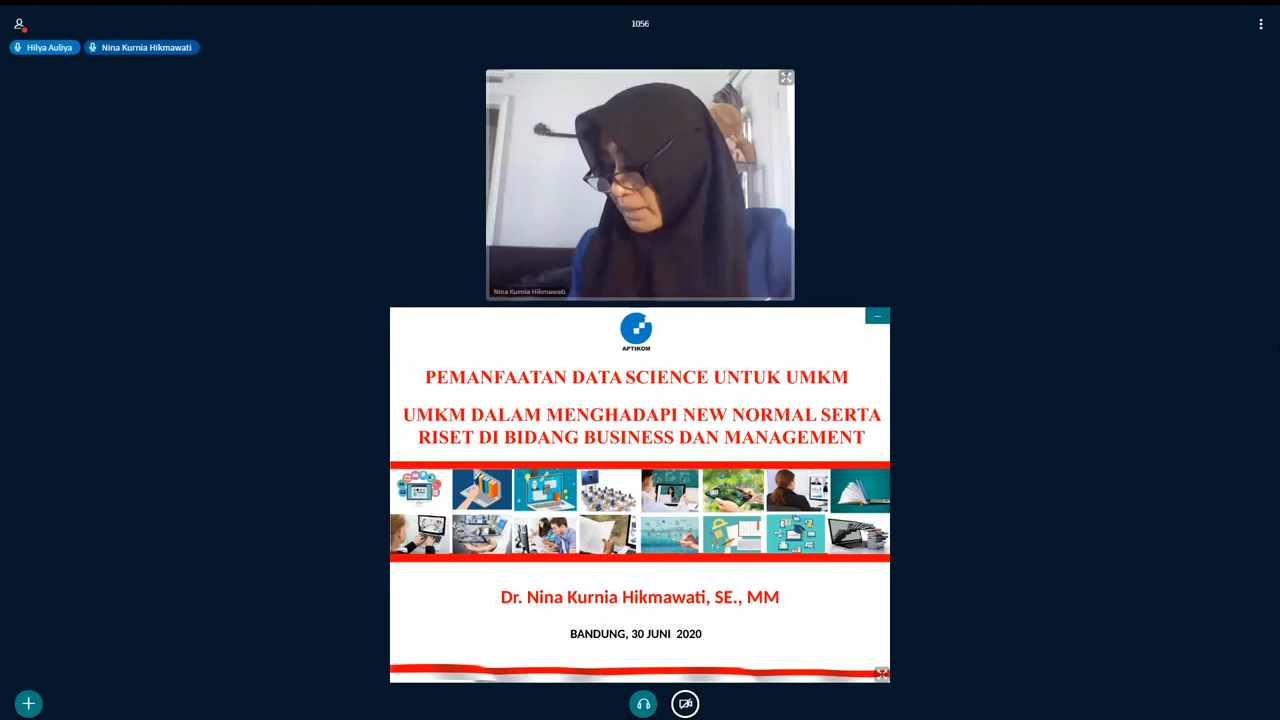 1056
Hilya Auliya
Nina Kurnia Hikmawati
Nina Kurnia Hikmawati
APTIKOM
PEMANFAATAN DATA SCIENCE UNTUK UMKM
UMKM DALAM MENGHADAPI NEW NORMAL SERTA
RISET DI BIDANG BUSINESS DAN MANAGEMENT
Dr. Nina Kurnia Hikmawati, SE., MM
BANDUNG, 30 JUNI 2020